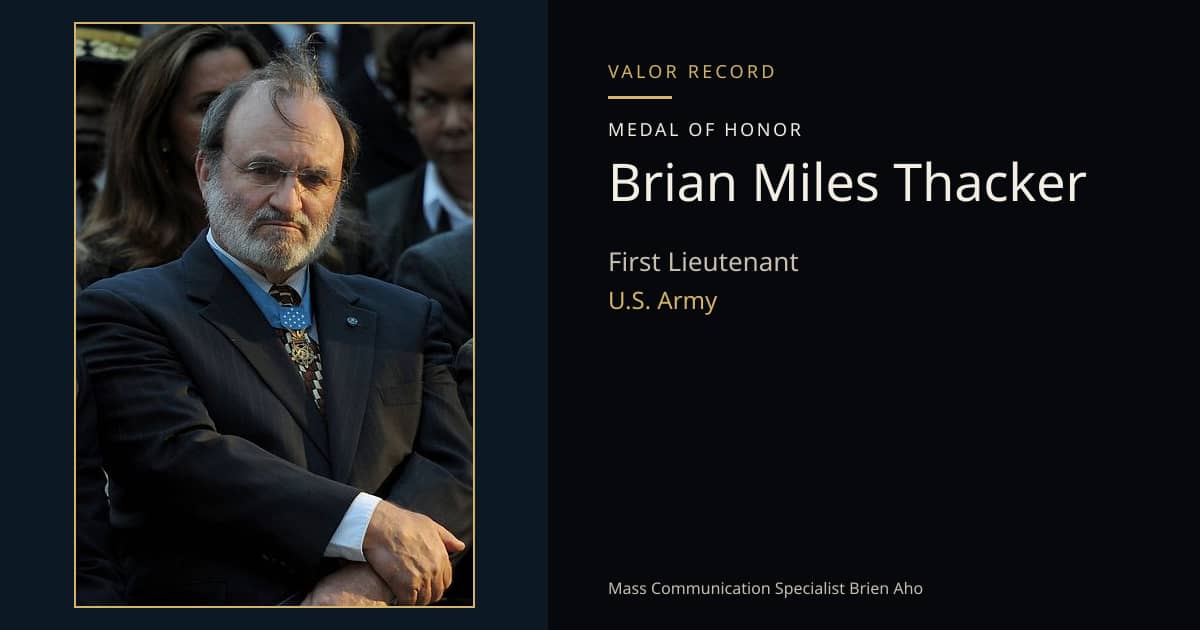 VALOR RECORD
MEDAL OF HONOR
Brian Miles Thacker
First Lieutenant
U.S. Army
Mass Communication Specialist Brien Aho